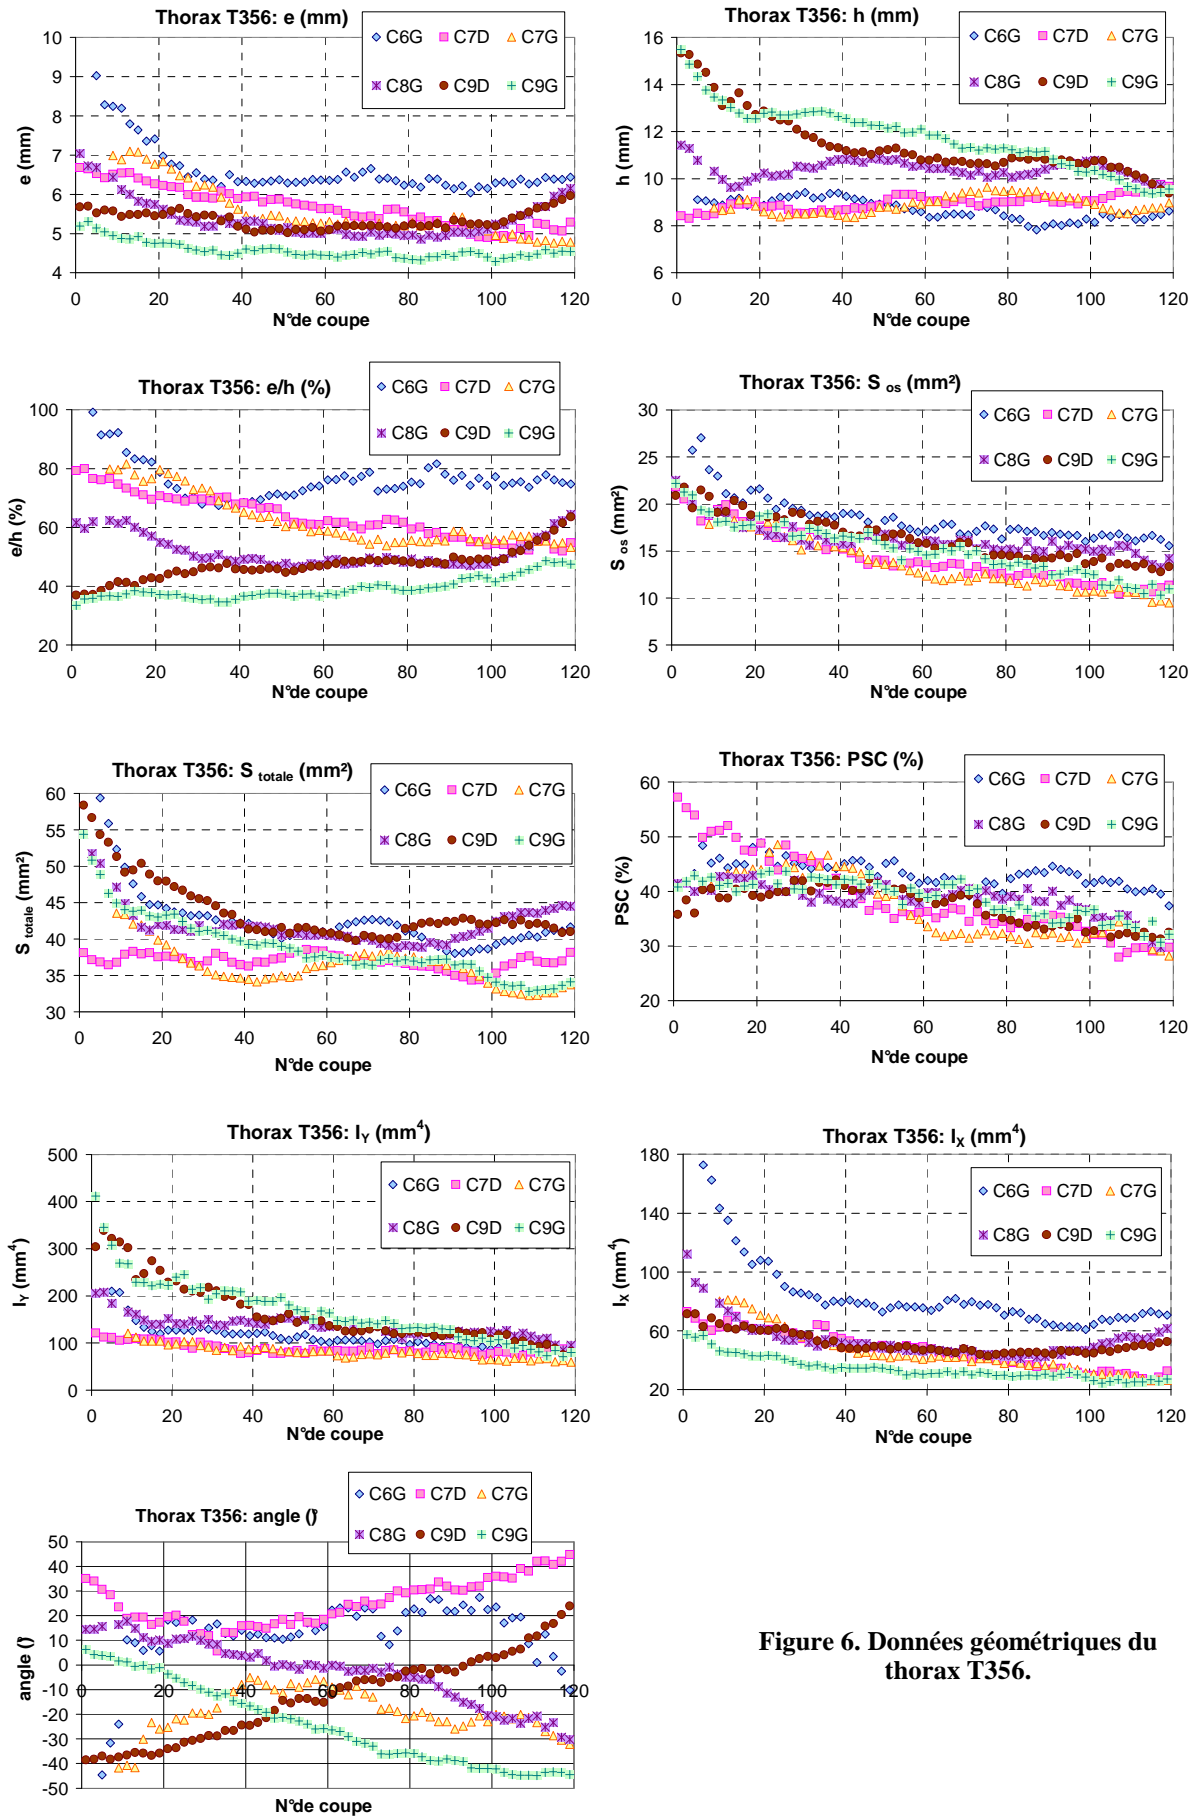 Thorax T356: e (mm)
C6G C7D C7G
C8G C9D C9G
e (mm)
10
9
8
7
6
5
4
0 20 40 60 80 100 120
N°de coupe
Thorax T356: h (mm)
C6G C7D C7G
C8G C9D C9G
h (mm)
16
14
12
10
8
6
0 20 40 60 80 100 120
N°de coupe
Thorax T356: e/h (%)
C6G C7D C7G
C8G C9D C9G
e/h (%)
100
80
60
40
20
0 20 40 60 80 100 120
N°de coupe
Thorax T356: S os (mm²)
C6G C7D C7G
C8G C9D C9G
S os (mm²)
30
25
20
15
10
5
0 20 40 60 80 100 120
N°de coupe
Thorax T356: S totale (mm²)
C6G C7D C7G
C8G C9D C9G
S totale (mm²)
60
55
50
45
40
35
30
0 20 40 60 80 100 120
N°de coupe
Thorax T356: PSC (%)
C6G C7D C7G
C8G C9D C9G
PSC (%)
60
50
40
30
20
0 20 40 60 80 100 120
N°de coupe
Thorax T356: IY (mm⁴)
C6G C7D C7G
C8G C9D C9G
IY (mm⁴)
500
400
300
200
100
0
0 20 40 60 80 100 120
N°de coupe
Thorax T356: IX (mm⁴)
C6G C7D C7G
C8G C9D C9G
IX (mm⁴)
180
140
100
60
20
0 20 40 60 80 100 120
N°de coupe
Thorax T356: angle (°)
C6G C7D C7G
C8G C9D C9G
angle (°)
50
40
30
20
10
0
-10
-20
-30
-40
-50
0 20 40 60 80 100 120
N°de coupe
Figure 6. Données géométriques du
thorax T356.